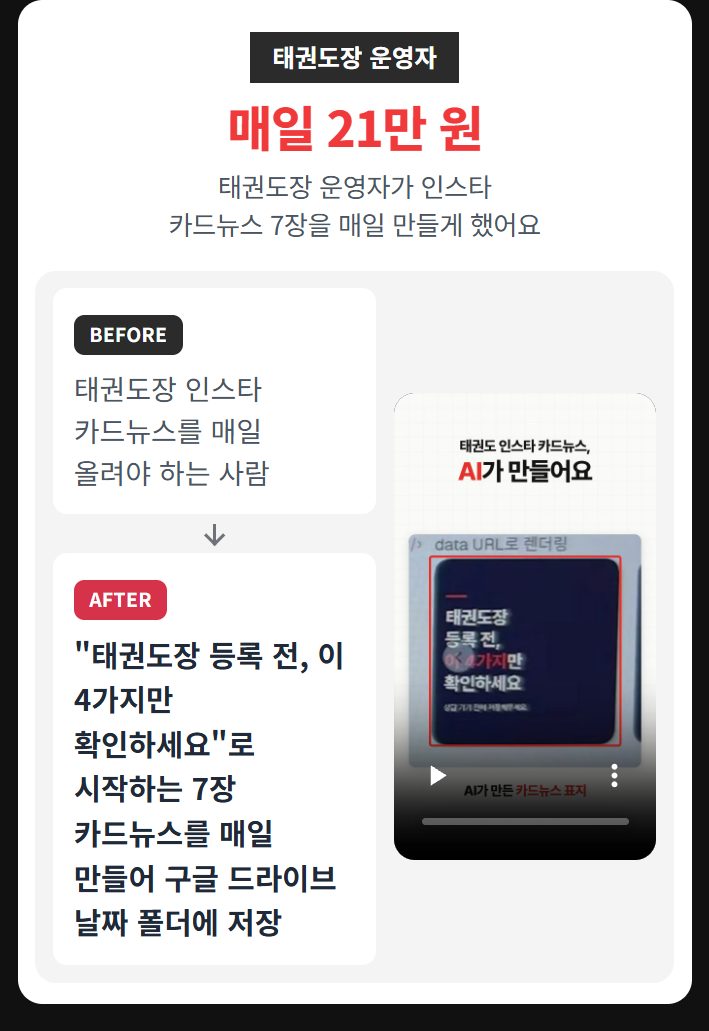 태권도장 운영자
매일 21만 원
태권도장 운영자가 인스타
카드뉴스 7장을 매일 만들게 했어요
BEFORE
태권도장 인스타
카드뉴스를 매일
올려야 하는 사람
AFTER
"태권도장 등록 전, 이
4가지만
확인하세요"로
시작하는 7장
카드뉴스를 매일
만들어 구글 드라이브
날짜 폴더에 저장
태권도 인스타 카드뉴스,
AI가 만들어요
data URL로 렌더링
태권도장
등록 전,
이 4가지만
확인하세요
AI가 만든 카드뉴스 표지